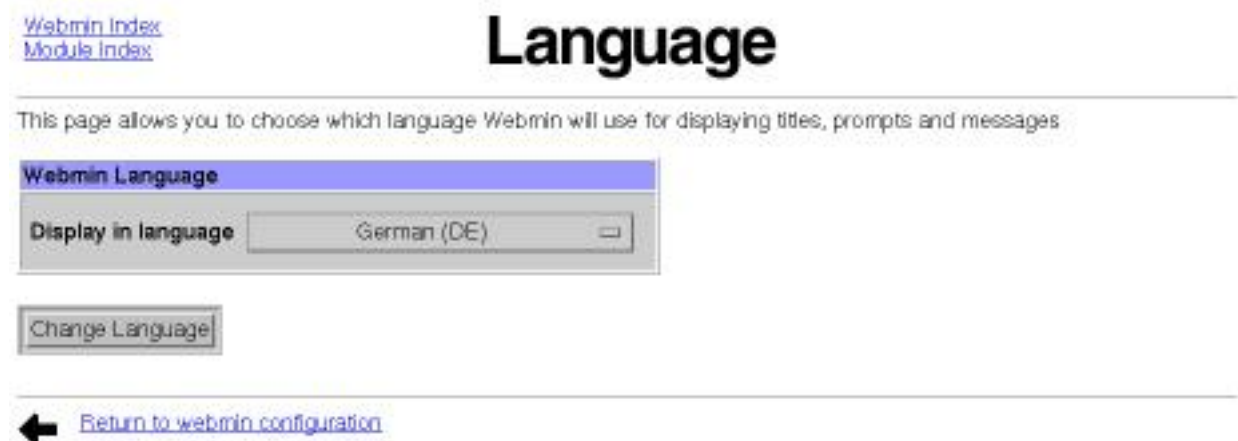 Webmin Index
Module Index
Language
This page allows you to choose which language Webmin will use for displaying titles, prompts and messages
Webmin Language
Display in language German (DE)
Change Language
Return to webmin configuration